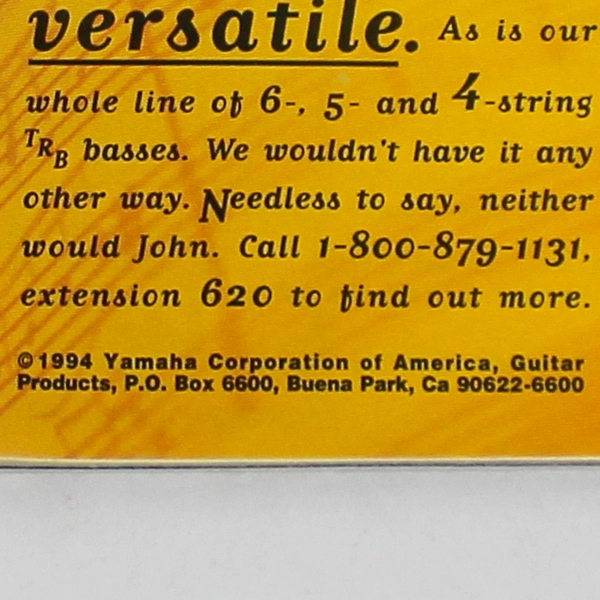 versatile. As is our
whole line of 6-, 5- and 4-string
TRB basses. We wouldn't have it any
other way. Needless to say, neither
would John. Call 1-800-879-1131,
extension 620 to find out more.
©1994 Yamaha Corporation of America, Guitar
Products, P.O. Box 6600, Buena Park, Ca 90622-6600